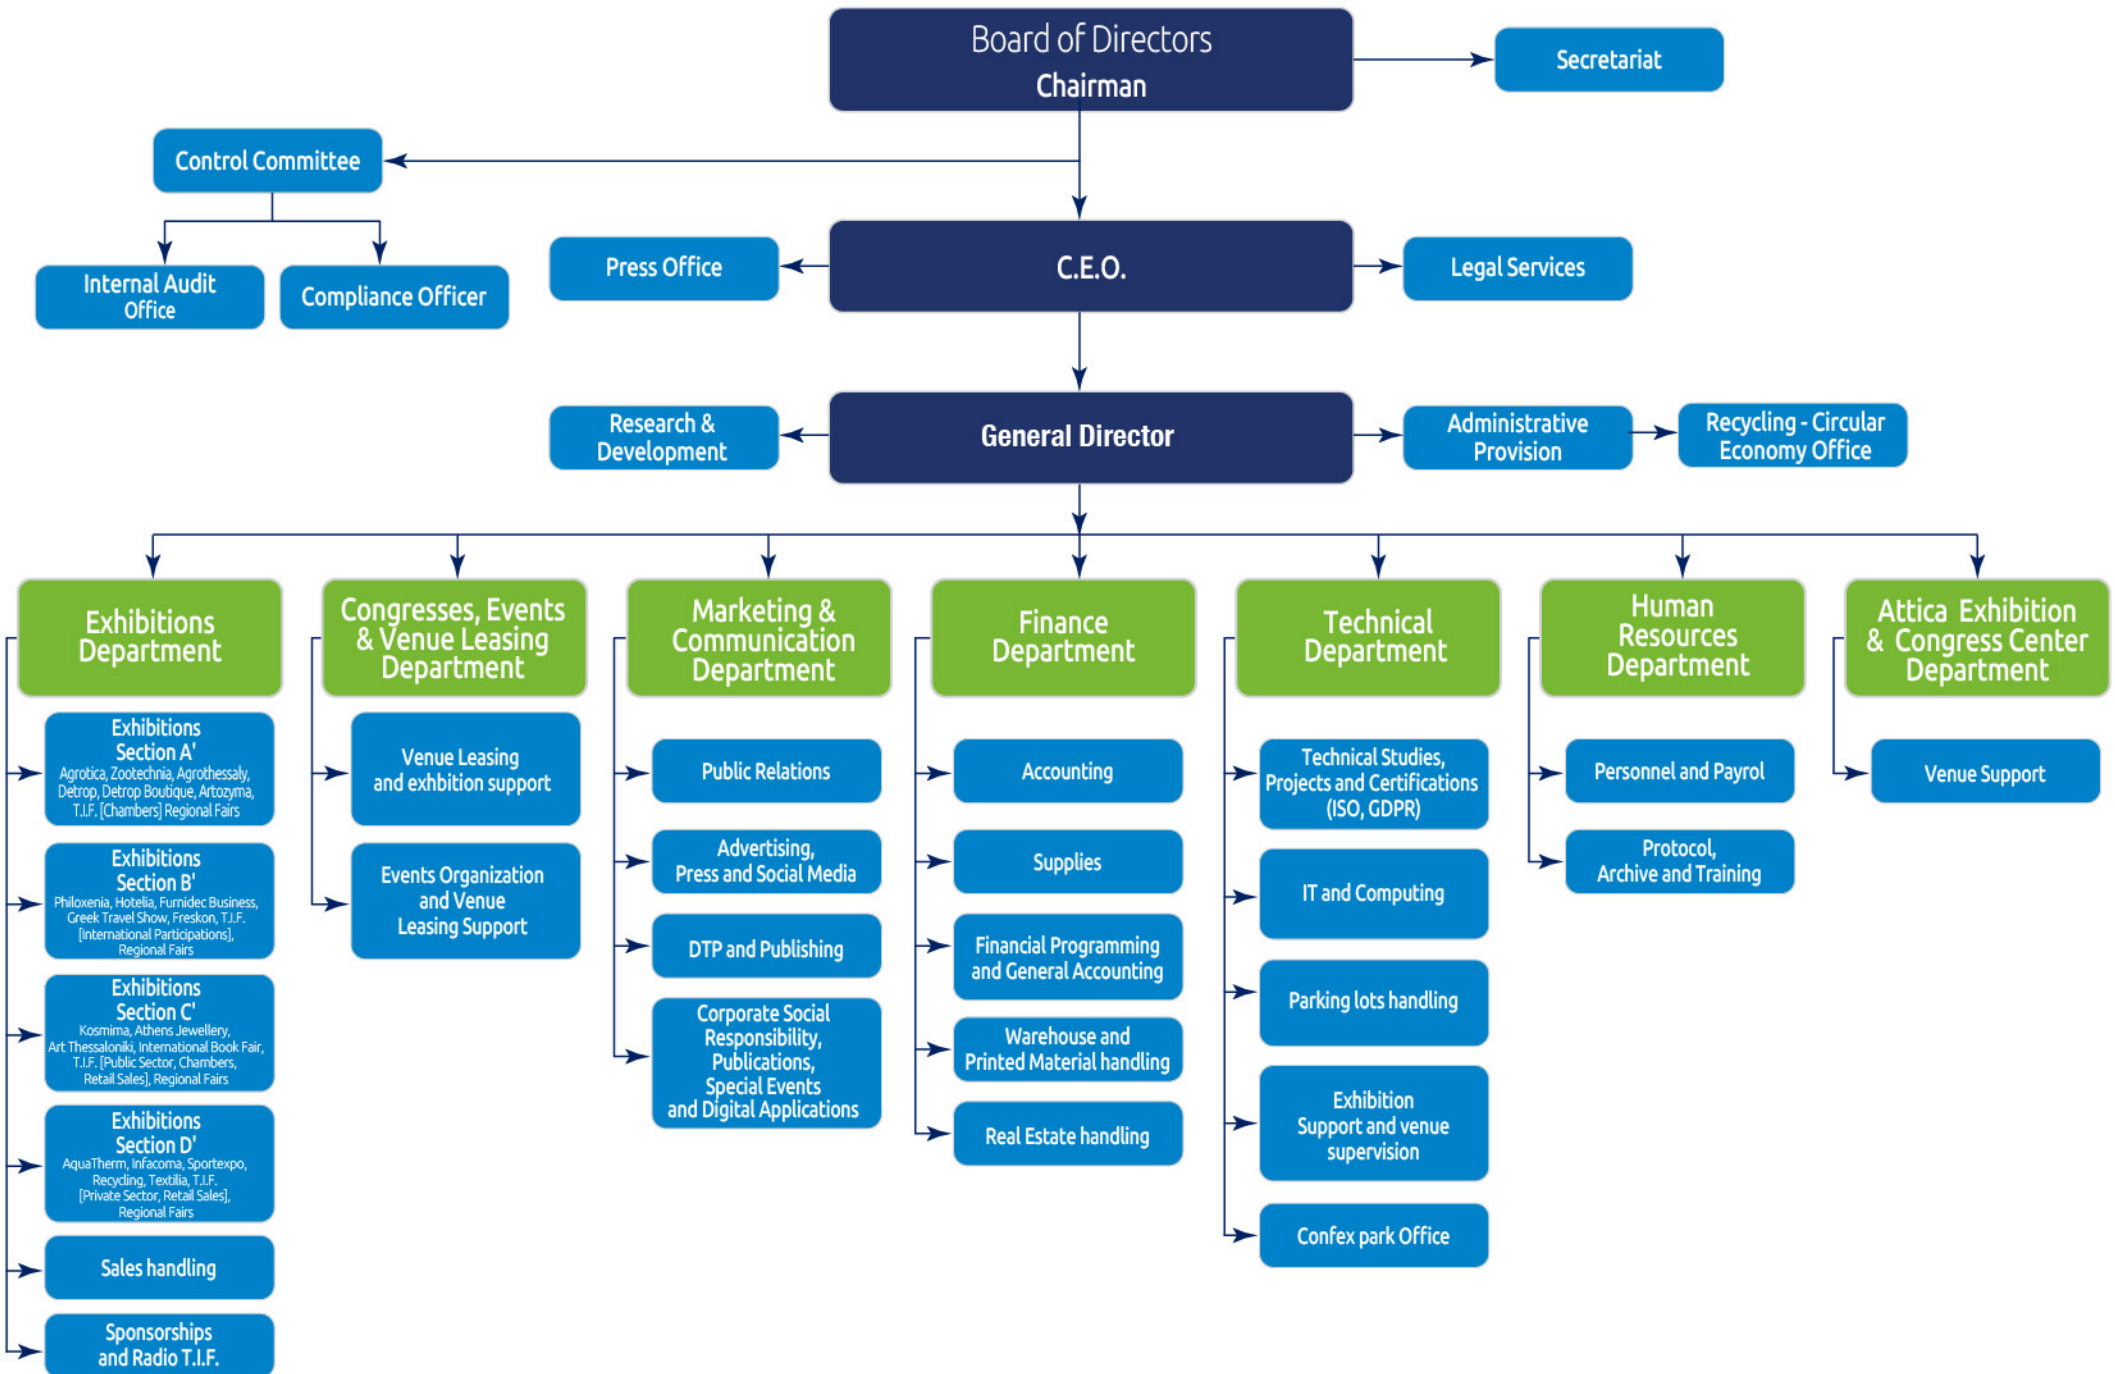 Board of Directors
Chairman
Secretariat
Control Committee
Internal Audit
Office
Compliance Officer
Press Office
C.E.O.
Legal Services
Research &
Development
General Director
Administrative
Provision
Recycling - Circular
Economy Office
Exhibitions
Department
Exhibitions
Section A'
Agrotica, Zootechnia, Agrothessaly,
Detrop, Detrop Boutique, Artozyma,
T.I.F. [Chambers] Regional Fairs
Exhibitions
Section B'
Philoxenia, Hotelia, Furnidec Business,
Greek Travel Show, Freskon, T.I.F.
[International Participations],
Regional Fairs
Exhibitions
Section C'
Kosmima, Athens Jewellery,
Art Thessaloniki, International Book Fair,
T.I.F. [Public Sector, Chambers,
Retail Sales], Regional Fairs
Exhibitions
Section D'
AquaTherm, Infacoma, Sportexpo,
Recycling, Textilia, T.I.F.
[Private Sector, Retail Sales],
Regional Fairs
Sales handling
Sponsorships
and Radio T.I.F.
Congresses, Events
& Venue Leasing
Department
Venue Leasing
and exhbition support
Events Organization
and Venue
Leasing Support
Marketing &
Communication
Department
Public Relations
Advertising,
Press and Social Media
DTP and Publishing
Corporate Social
Responsibility,
Publications,
Special Events
and Digital Applications
Finance
Department
Accounting
Supplies
Financial Programming
and General Accounting
Warehouse and
Printed Material handling
Real Estate handling
Technical
Department
Technical Studies,
Projects and Certifications
(ISO, GDPR)
IT and Computing
Parking lots handling
Exhibition
Support and venue
supervision
Confex park Office
Human
Resources
Department
Personnel and Payrol
Protocol,
Archive and Training
Attica Exhibition
& Congress Center
Department
Venue Support